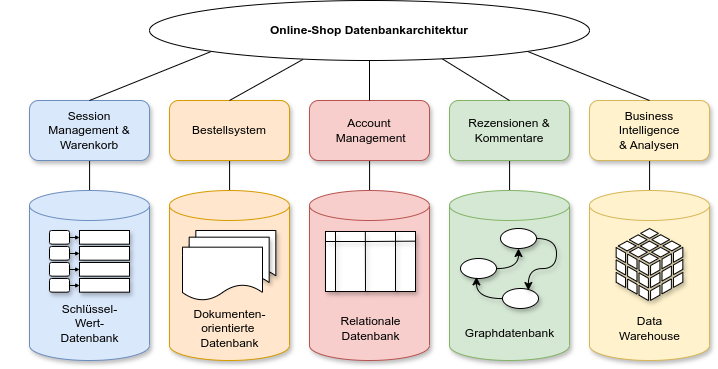 Online-Shop Datenbankarchitektur
Session
Management &
Warenkorb
Bestellsystem
Account
Management
Rezensionen &
Kommentare
Business
Intelligence
& Analysen
Schlüssel-
Wert-
Datenbank
Dokumenten-
orientierte
Datenbank
Relationale
Datenbank
Graphdatenbank
Data
Warehouse